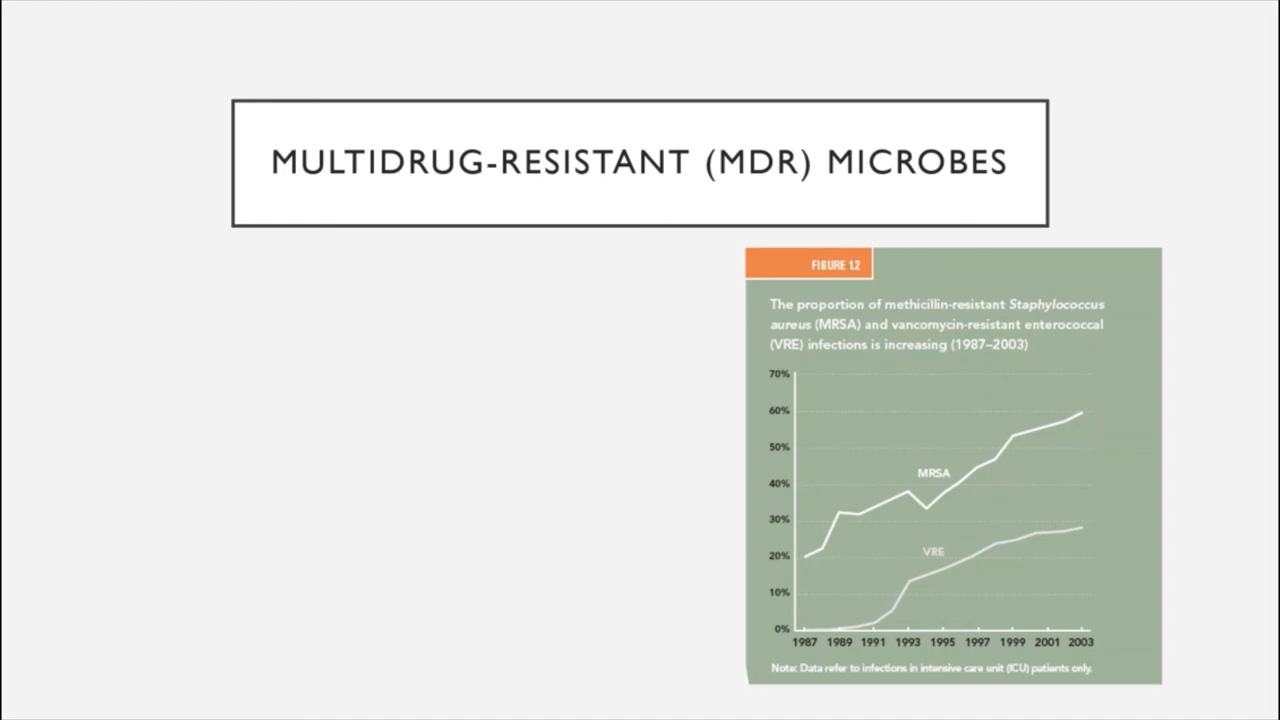 MULTIDRUG-RESISTANT (MDR) MICROBES
FIGURE 1.2
The proportion of methicillin-resistant Staphylococcus
aureus (MRSA) and vancomycin-resistant enterococcal
(VRE) infections is increasing (1987–2003)
70%
60%
50%
MRSA
40%
30%
VRE
20%
10%
0%
1987 1989 1991 1993 1995 1997 1999 2001 2003
Note: Data refer to infections in intensive care unit (ICU) patients only.